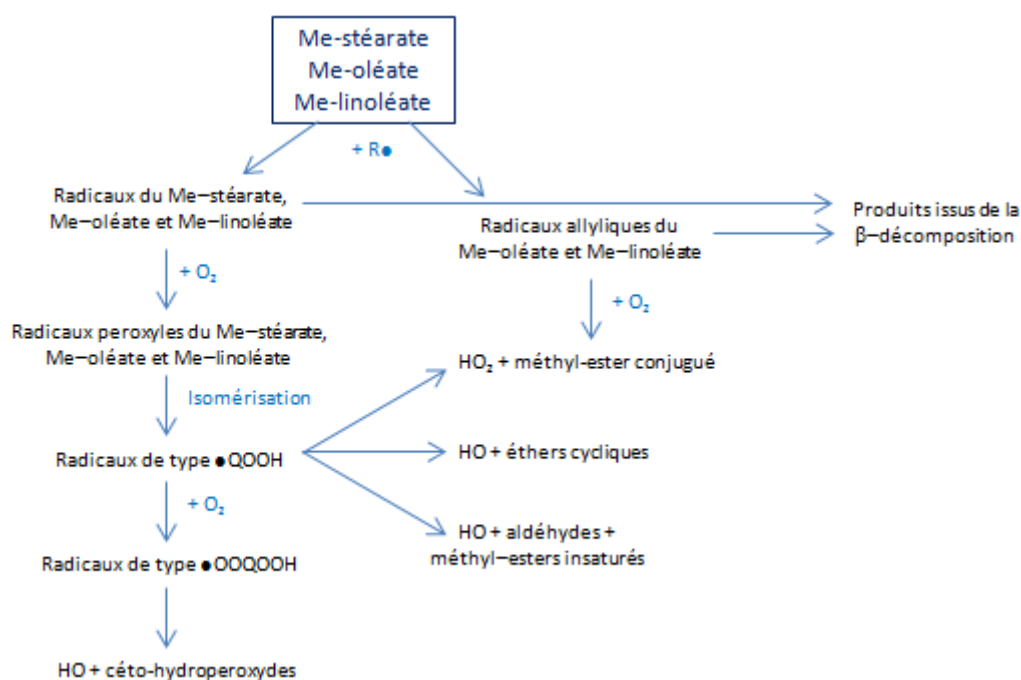 Me-stéarate
Me-oléate
Me-linoléate
+ R●
Radicaux du Me–stéarate,
Me–oléate et Me–linoléate
Radicaux allyliques du
Me–oléate et Me–linoléate
Produits issus de la
β–décomposition
+ O₂
+ O₂
Radicaux peroxyles du Me–stéarate,
Me–oléate et Me–linoléate
HO₂ + méthyl-ester conjugué
Isomérisation
Radicaux de type ●QOOH
HO + éthers cycliques
+ O₂
HO + aldéhydes +
méthyl–esters insaturés
Radicaux de type ●OOQOOH
HO + céto-hydroperoxydes